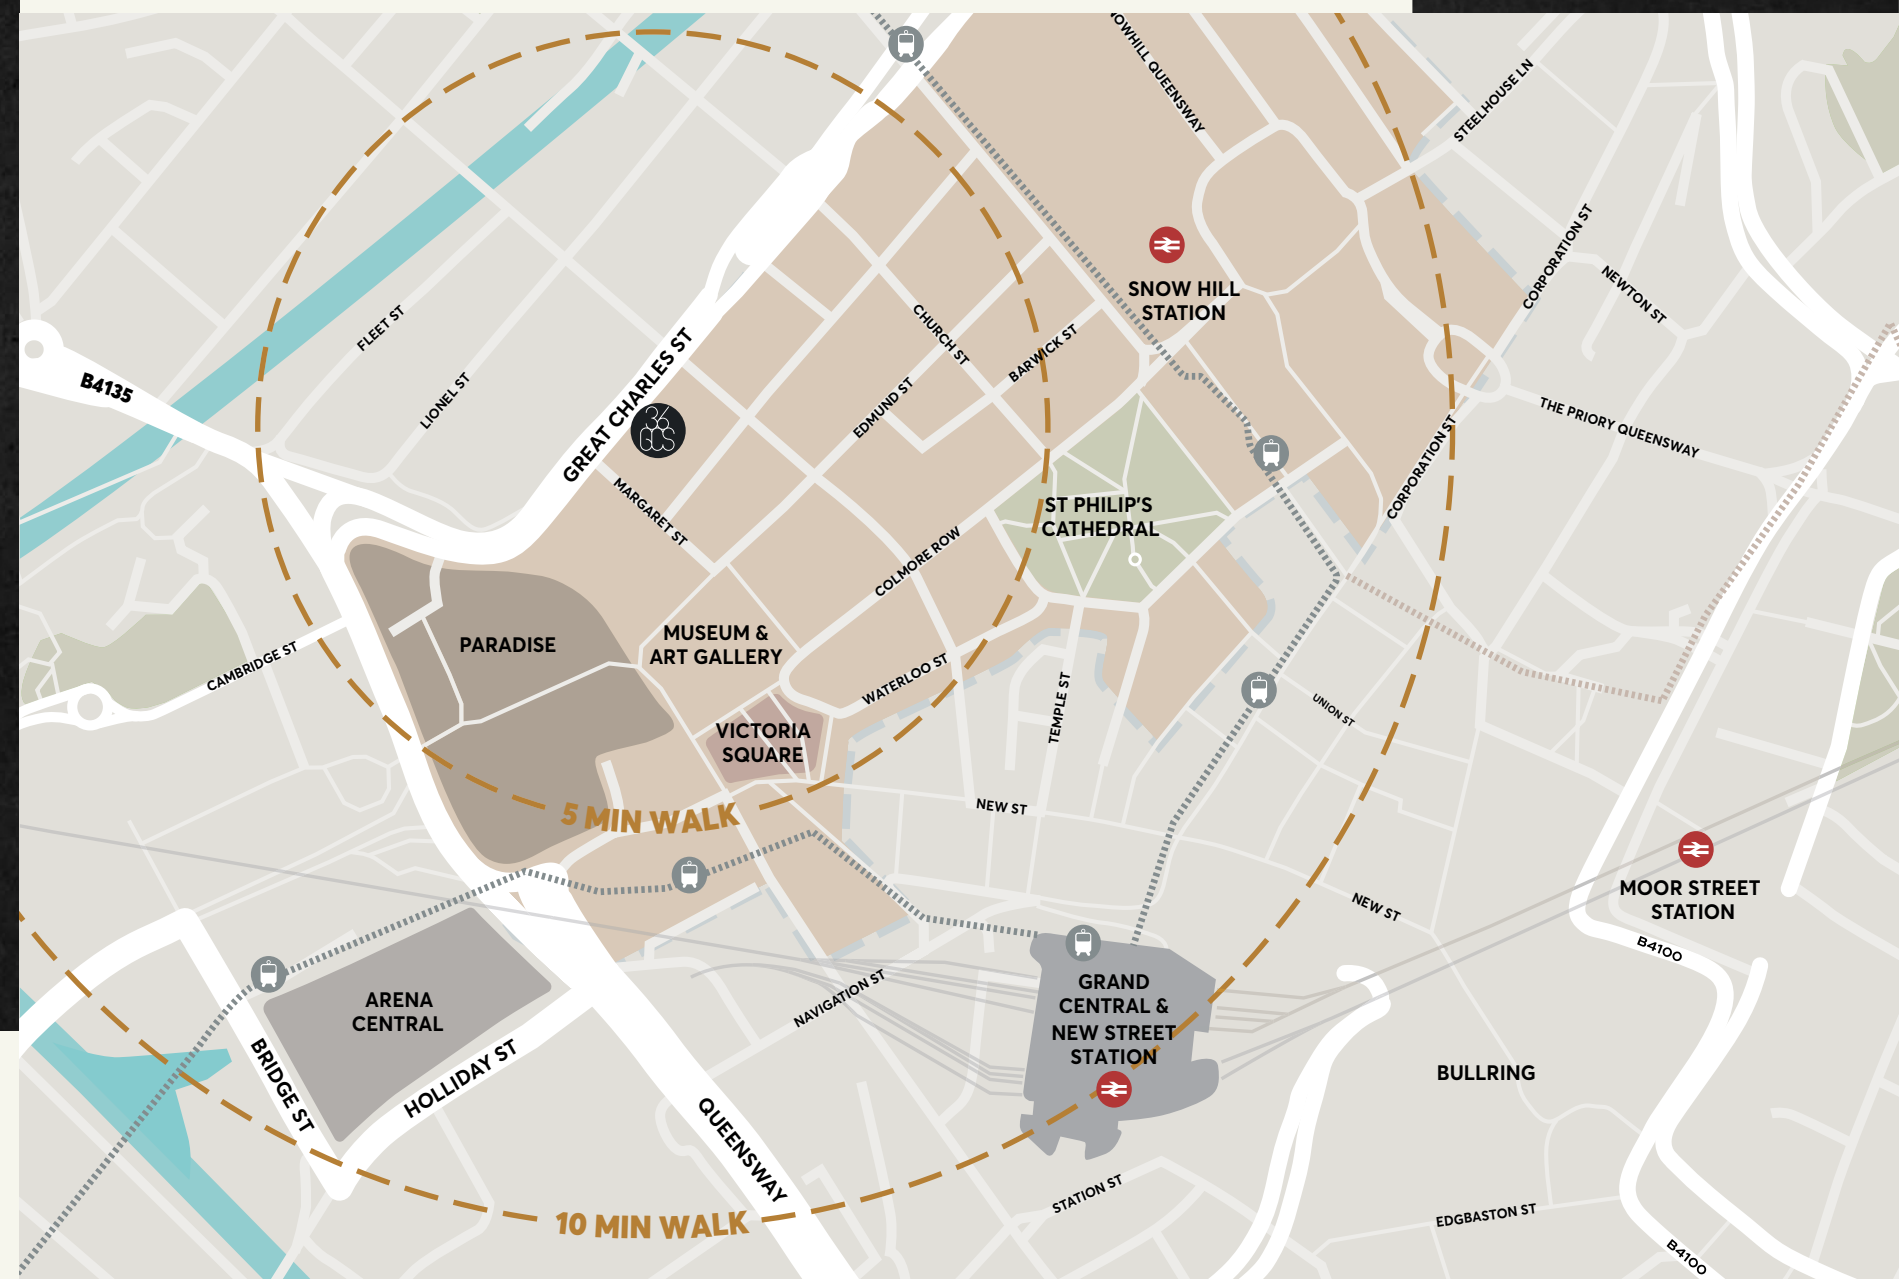 SNOWHILL QUEENSWAY
STEELHOUSE LN
SNOW HILL
STATION
CORPORATION ST
NEWTON ST
FLEET ST
B4135
LIONEL ST
GREAT CHARLES ST
36
GCS
CHURCH ST
BARWICK ST
EDMUND ST
THE PRIORY QUEENSWAY
CORPORATION ST
MARGARET ST
ST PHILIP'S
CATHEDRAL
COLMORE ROW
PARADISE
MUSEUM &
ART GALLERY
CAMBRIDGE ST
WATERLOO ST
TEMPLE ST
UNION ST
VICTORIA
SQUARE
5 MIN WALK
NEW ST
NEW ST
MOOR STREET
STATION
B4100
ARENA
CENTRAL
NAVIGATION ST
GRAND
CENTRAL &
NEW STREET
STATION
BRIDGE ST
HOLLIDAY ST
BULLRING
QUEENSWAY
STATION ST
EDGBASTON ST
10 MIN WALK
B4100